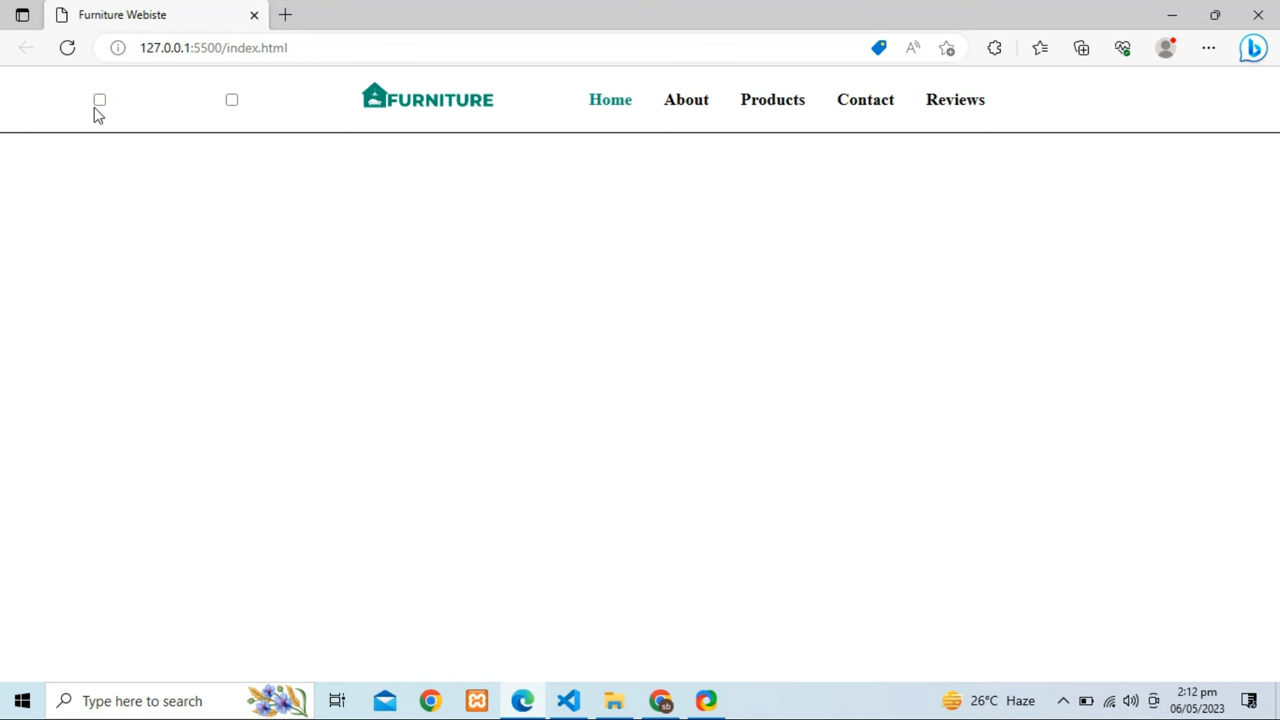 Furniture Webiste
127.0.0.1:5500/index.html
FURNITURE
Home About Products Contact Reviews
Type here to search
sb
26°C Haze
2:12 pm
06/05/2023